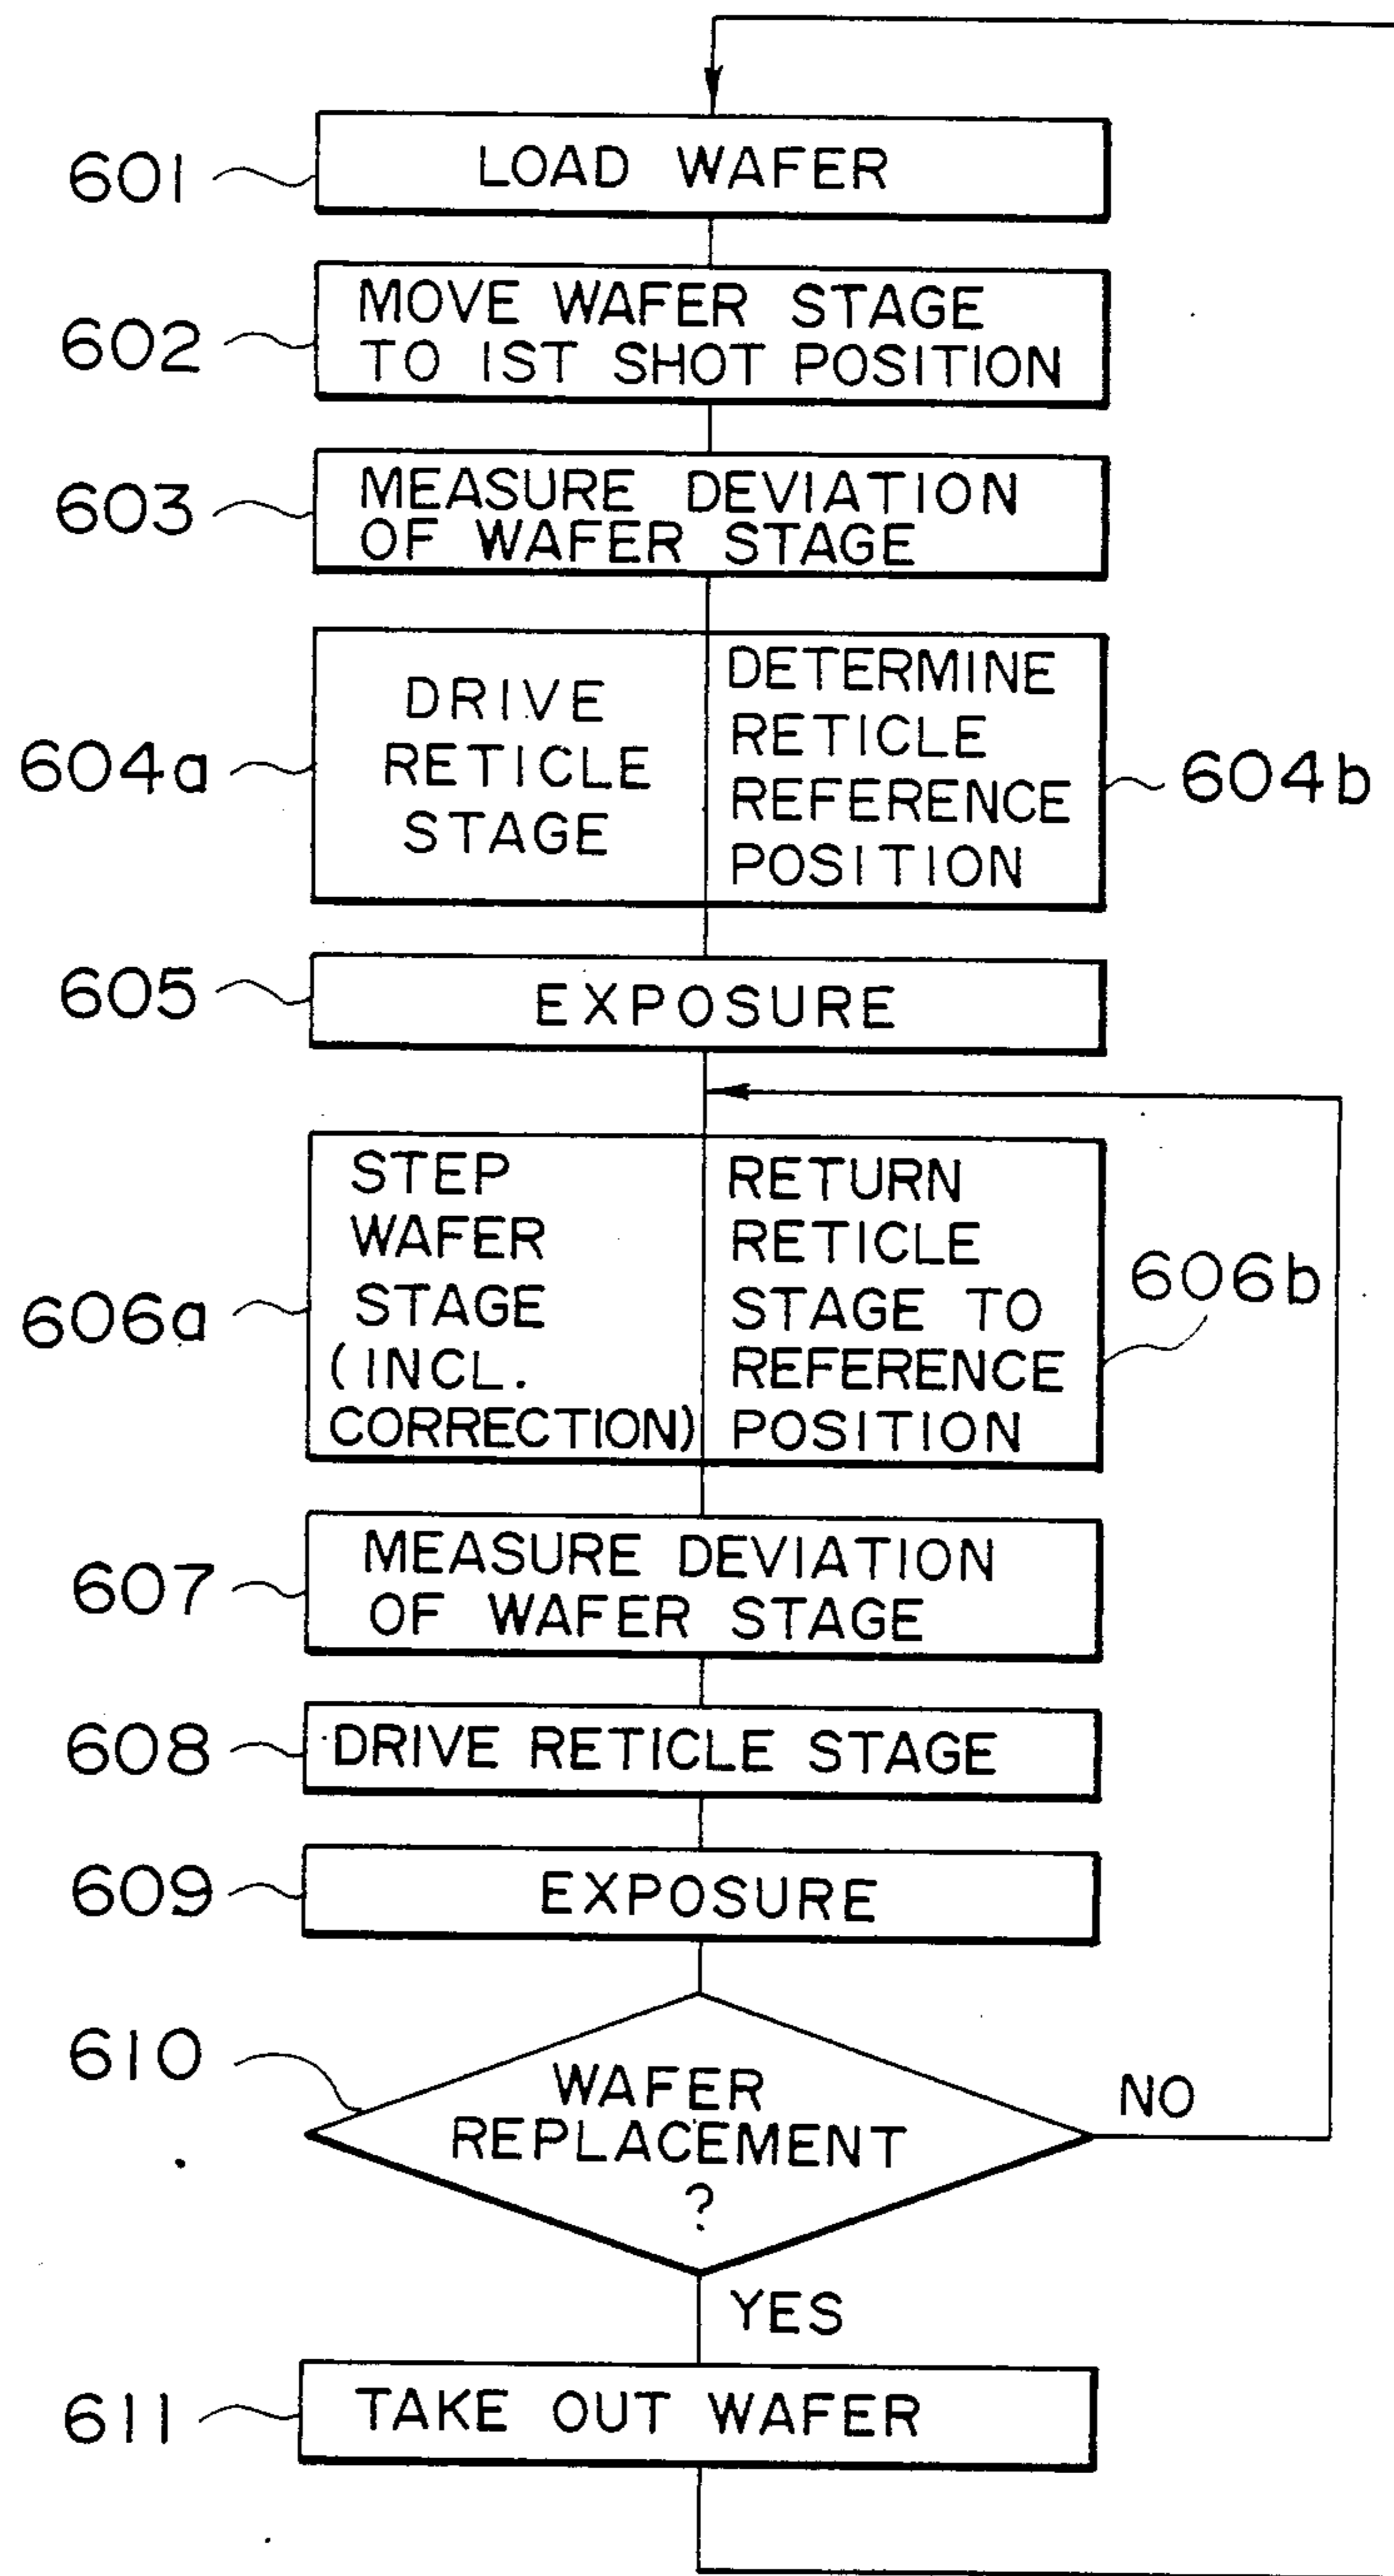 601
LOAD WAFER
602
MOVE WAFER STAGE
TO 1ST SHOT POSITION
603
MEASURE DEVIATION
OF WAFER STAGE
604a
DRIVE
RETICLE
STAGE
DETERMINE
RETICLE
REFERENCE
POSITION
604b
605
EXPOSURE
606a
STEP
WAFER
STAGE
(INCL.
CORRECTION)
RETURN
RETICLE
STAGE TO
REFERENCE
POSITION
606b
607
MEASURE DEVIATION
OF WAFER STAGE
608
DRIVE RETICLE STAGE
609
EXPOSURE
610
WAFER
REPLACEMENT
?
NO
YES
611
TAKE OUT WAFER